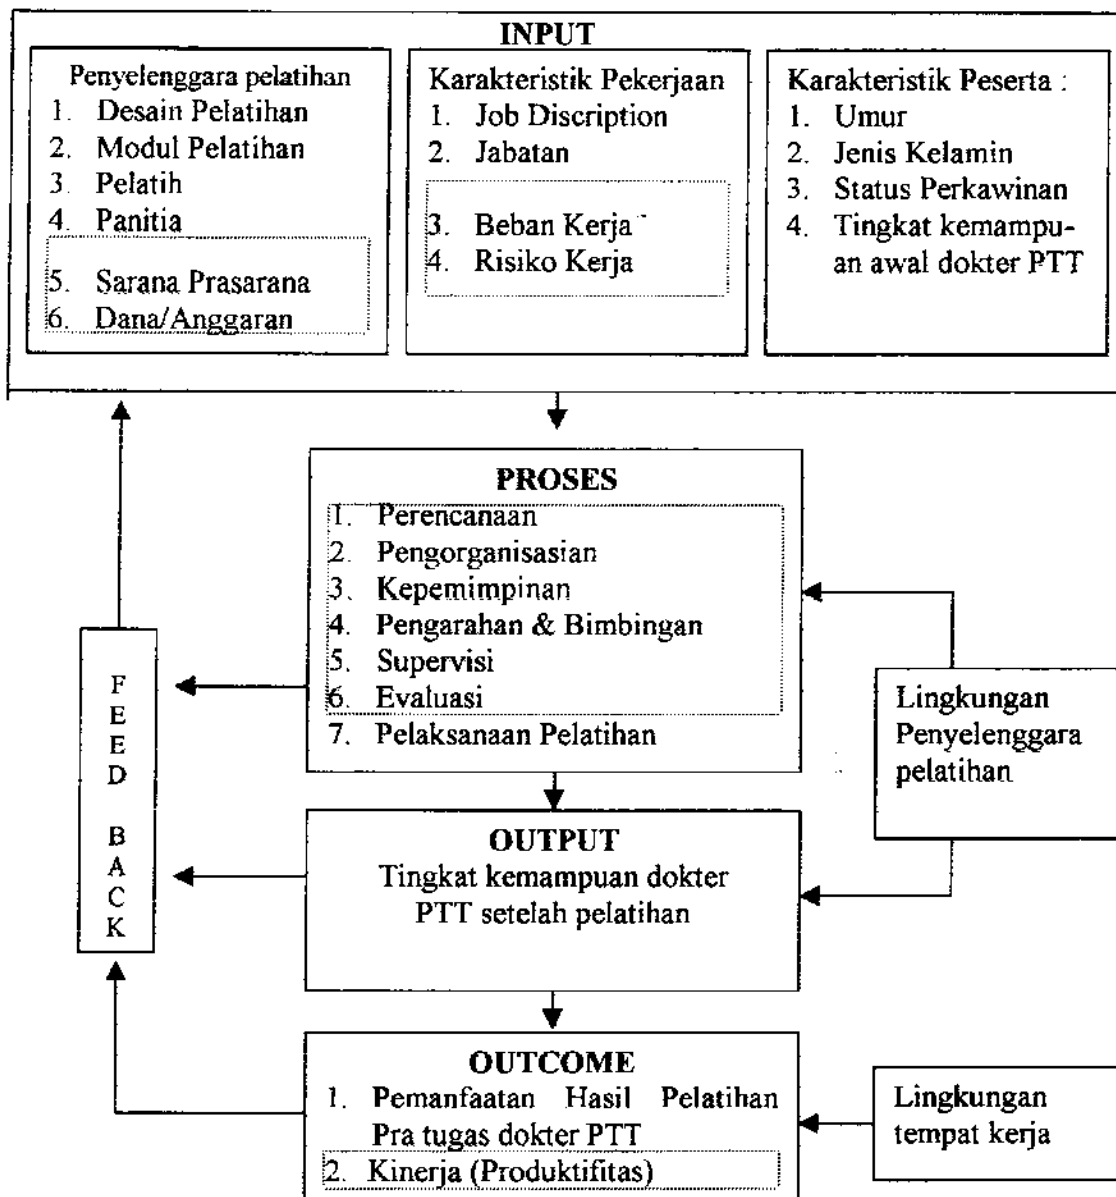 INPUT
Penyelenggara pelatihan
1. Desain Pelatihan
2. Modul Pelatihan
3. Pelatih
4. Panitia
5. Sarana Prasarana
6. Dana/Anggaran
Karakteristik Pekerjaan
1. Job Discription
2. Jabatan
3. Beban Kerja
4. Risiko Kerja
Karakteristik Peserta :
1. Umur
2. Jenis Kelamin
3. Status Perkawinan
4. Tingkat kemampu-
an awal dokter PTT
PROSES
1. Perencanaan
2. Pengorganisasian
3. Kepemimpinan
4. Pengarahan & Bimbingan
5. Supervisi
6. Evaluasi
7. Pelaksanaan Pelatihan
FEED BACK
Lingkungan
Penyelenggara
pelatihan
OUTPUT
Tingkat kemampuan dokter
PTT setelah pelatihan
OUTCOME
1. Pemanfaatan Hasil Pelatihan
Pra tugas dokter PTT
2. Kinerja (Produktifitas)
Lingkungan
tempat kerja